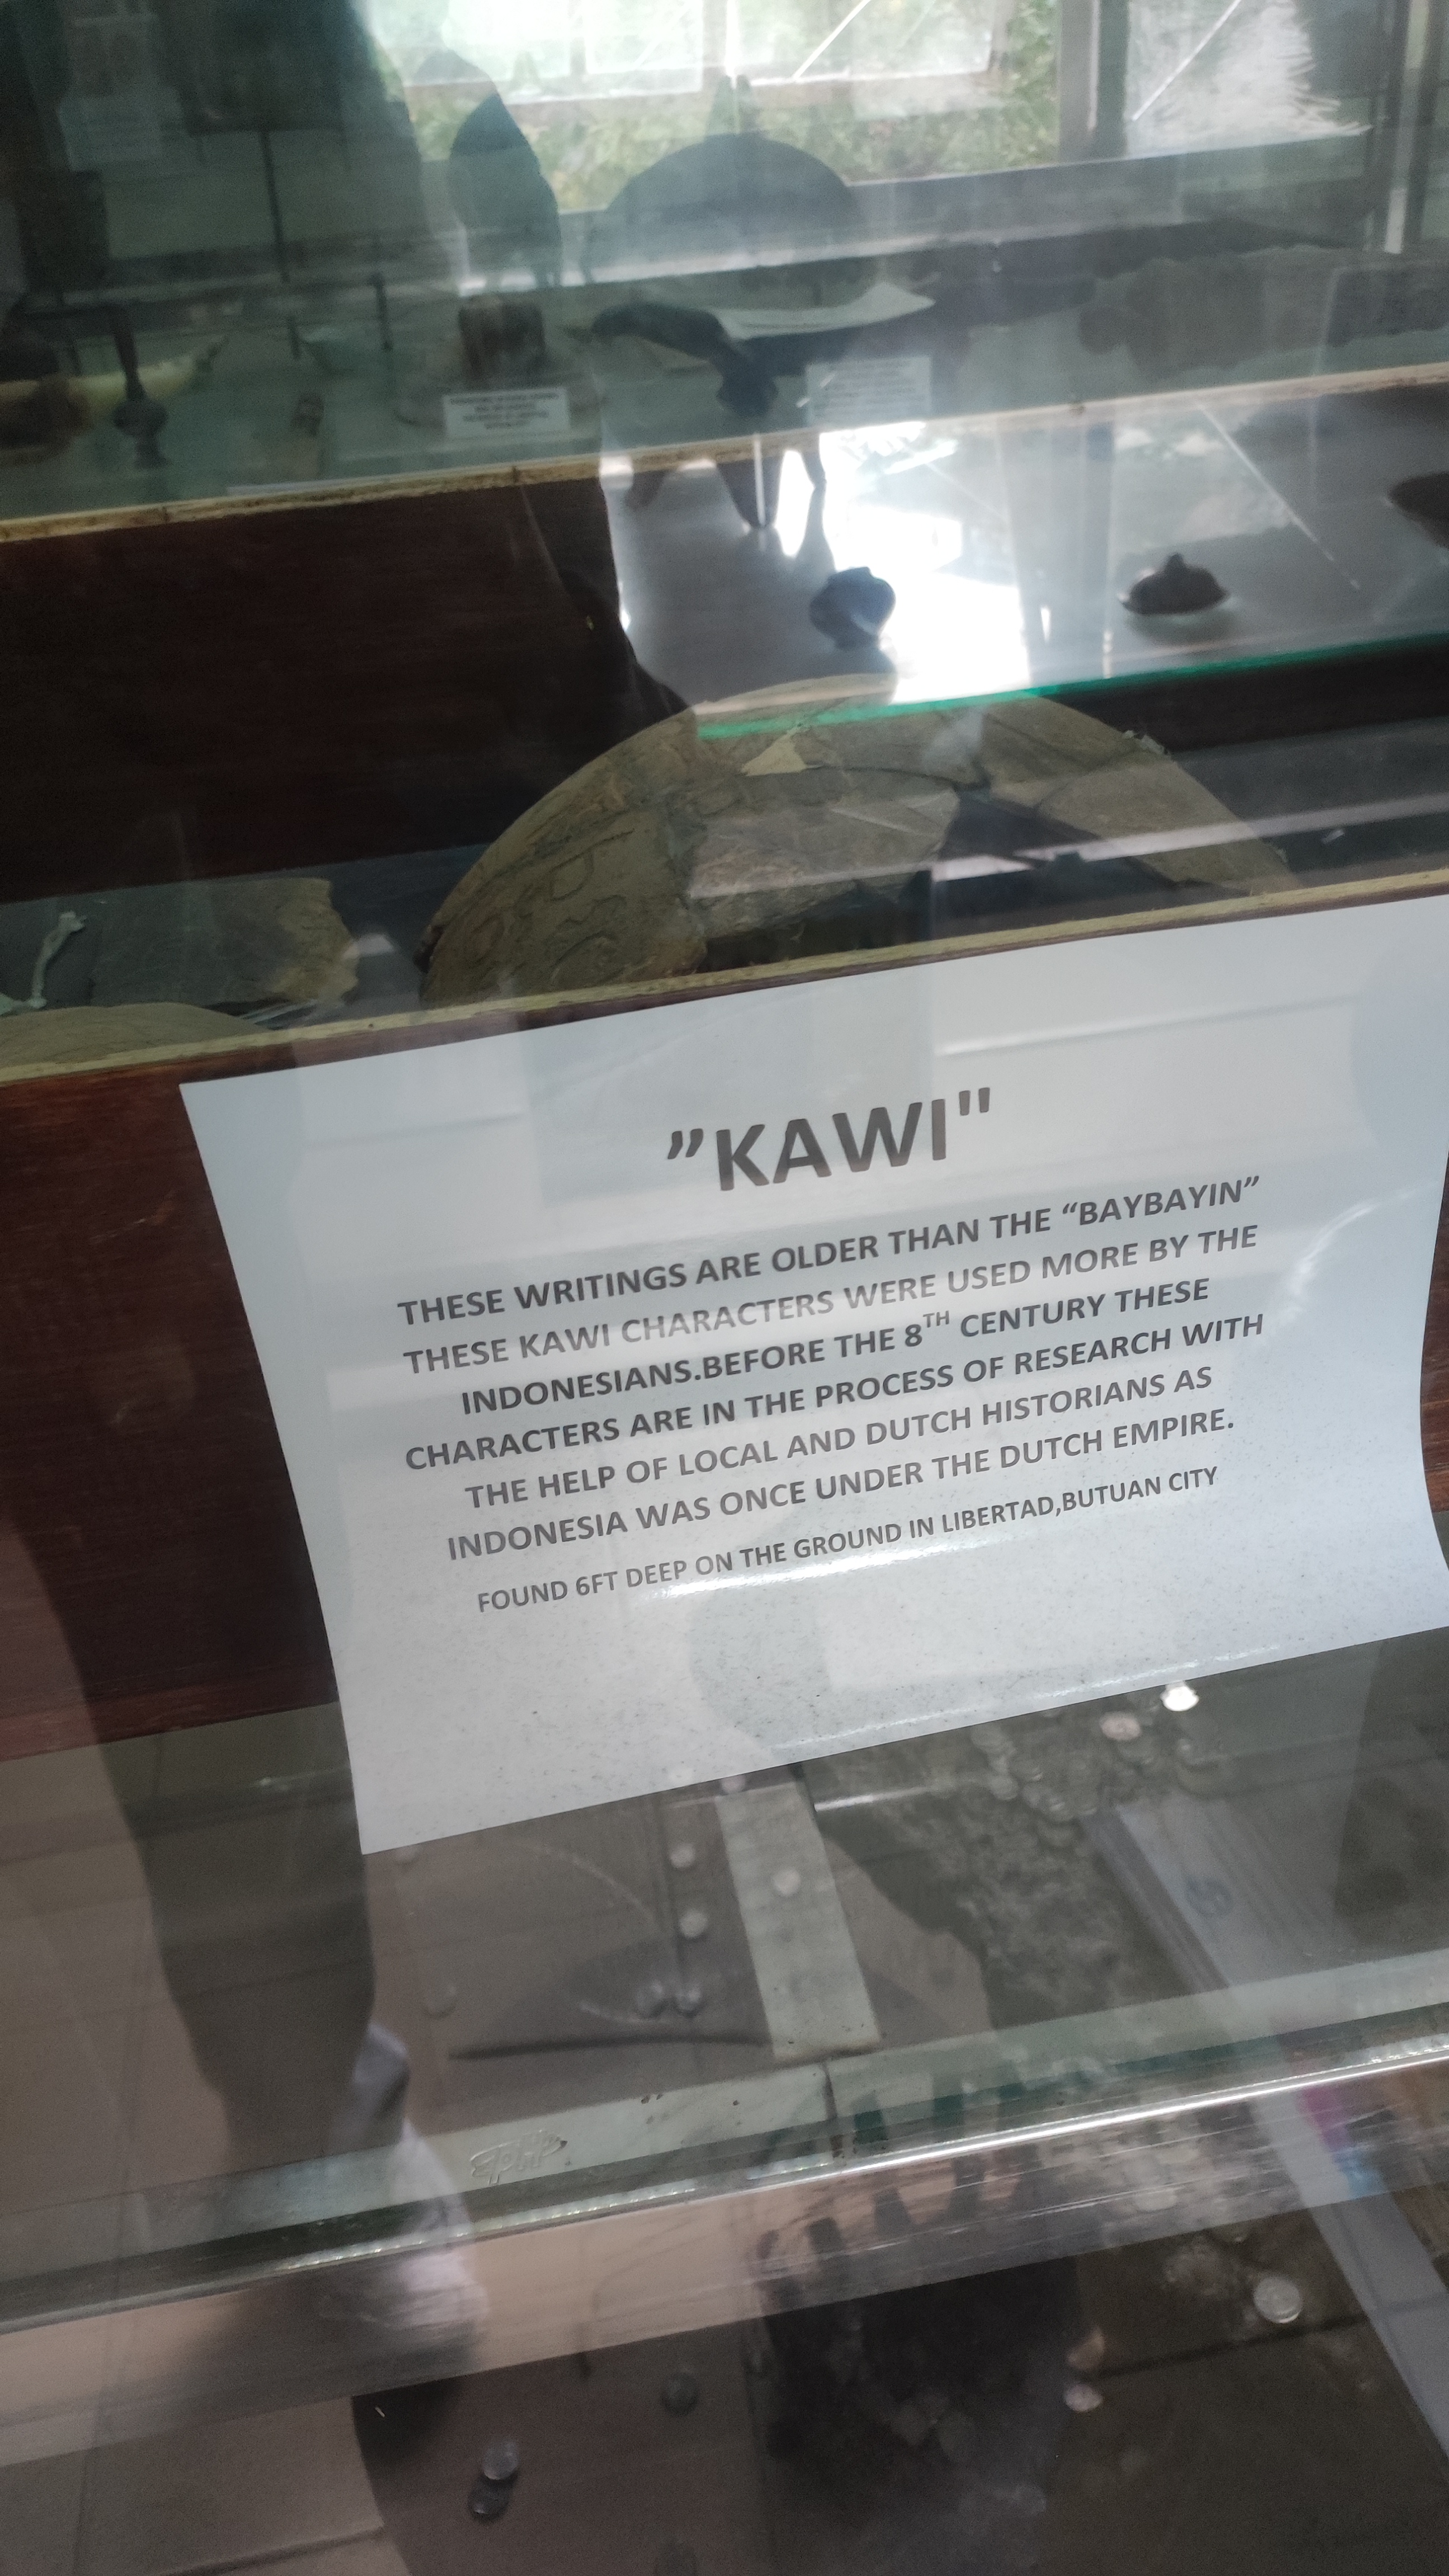 ”KAWI"
THESE WRITINGS ARE OLDER THAN THE “BAYBAYIN”
THESE KAWI CHARACTERS WERE USED MORE BY THE
INDONESIANS.BEFORE THE 8TH CENTURY THESE
CHARACTERS ARE IN THE PROCESS OF RESEARCH WITH
THE HELP OF LOCAL AND DUTCH HISTORIANS AS
INDONESIA WAS ONCE UNDER THE DUTCH EMPIRE.
FOUND 6FT DEEP ON THE GROUND IN LIBERTAD,BUTUAN CITY